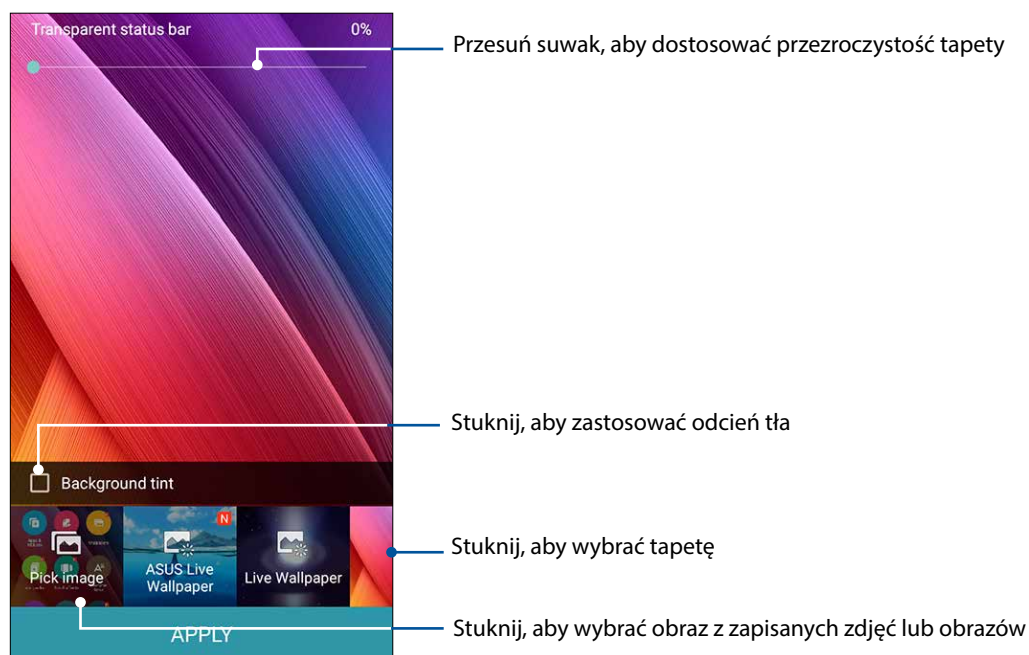 Transparent status bar 0%
Przesuń suwak, aby dostosować przezroczystość tapety
Stuknij, aby zastosować odcień tła
Background tint
N
Stuknij, aby wybrać tapetę
Pick image
ASUS Live
Wallpaper
Live Wallpaper
Stuknij, aby wybrać obraz z zapisanych zdjęć lub obrazów
APPLY